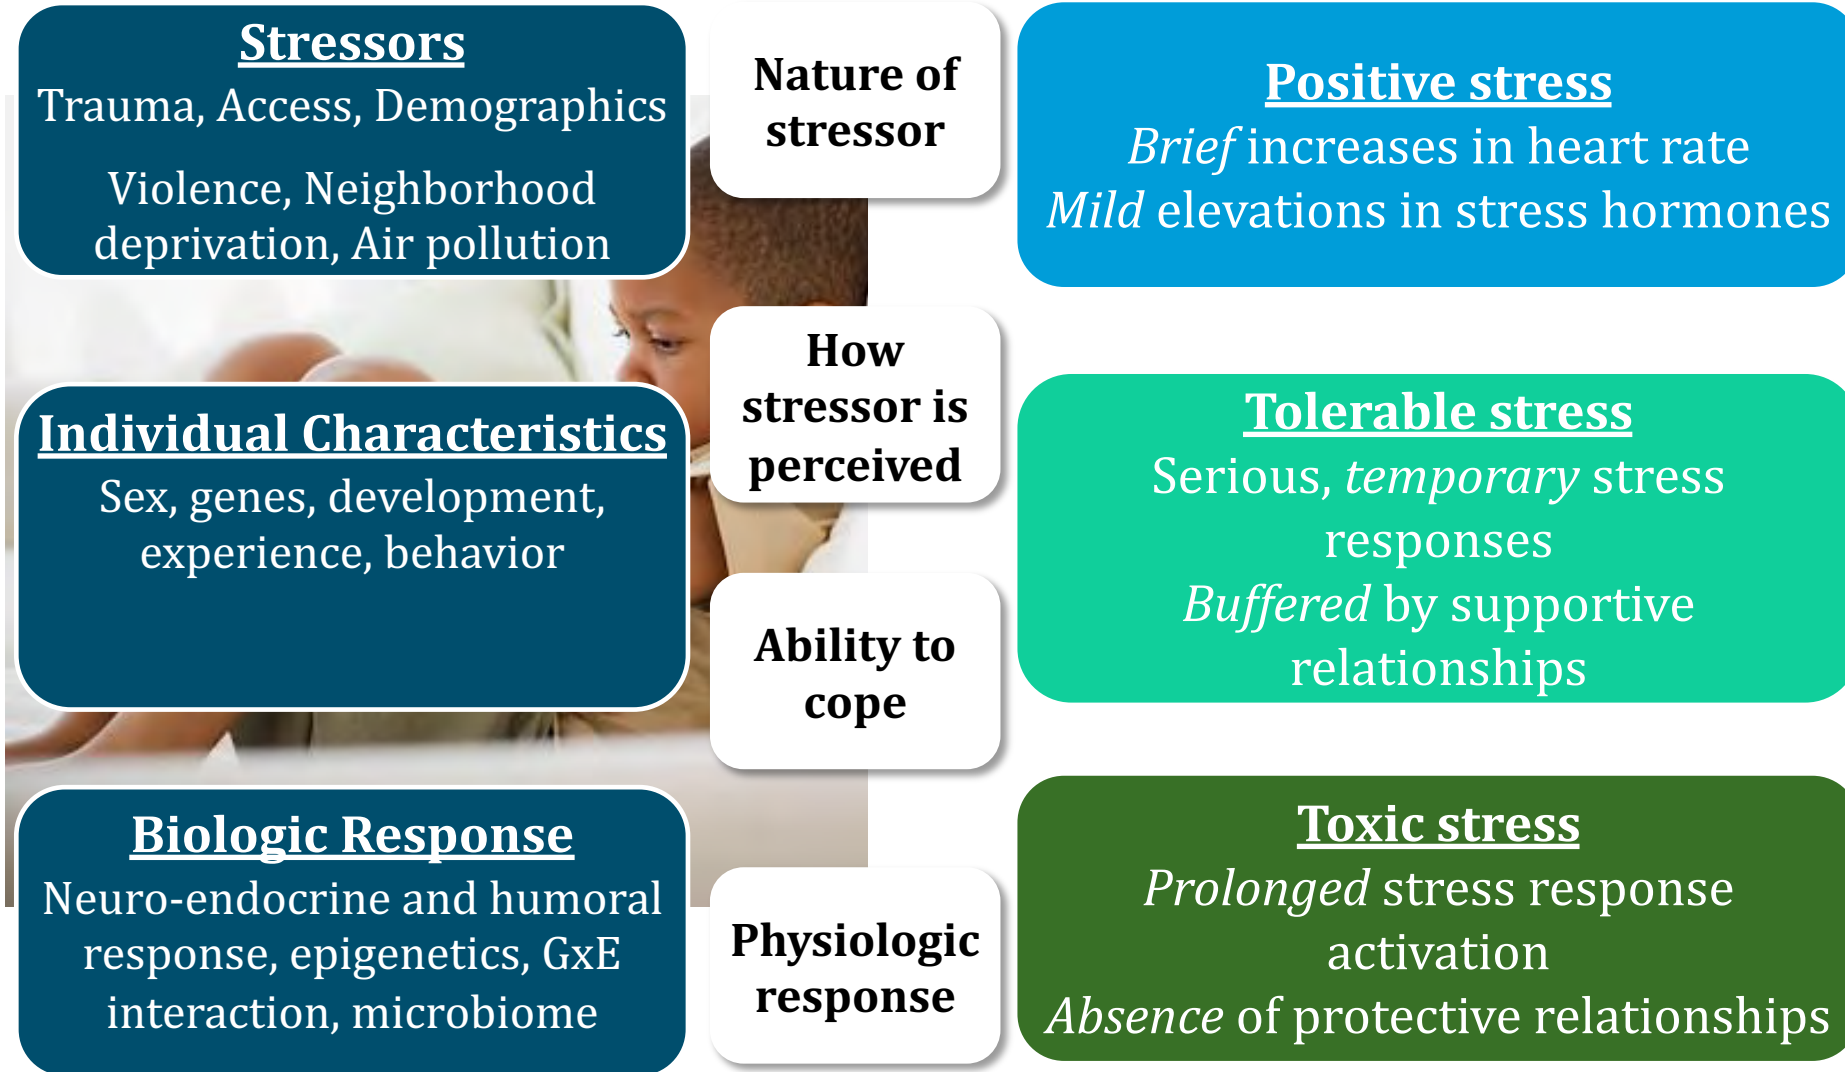 Stressors
Trauma, Access, Demographics
Violence, Neighborhood
deprivation, Air pollution
Individual Characteristics
Sex, genes, development,
experience, behavior
Biologic Response
Neuro-endocrine and humoral
response, epigenetics, GxE
interaction, microbiome
Nature of
stressor
How
stressor is
perceived
Ability to
cope
Physiologic
response
Positive stress
Brief increases in heart rate
Mild elevations in stress hormones
Tolerable stress
Serious, temporary stress
responses
Buffered by supportive
relationships
Toxic stress
Prolonged stress response
activation
Absence of protective relationships